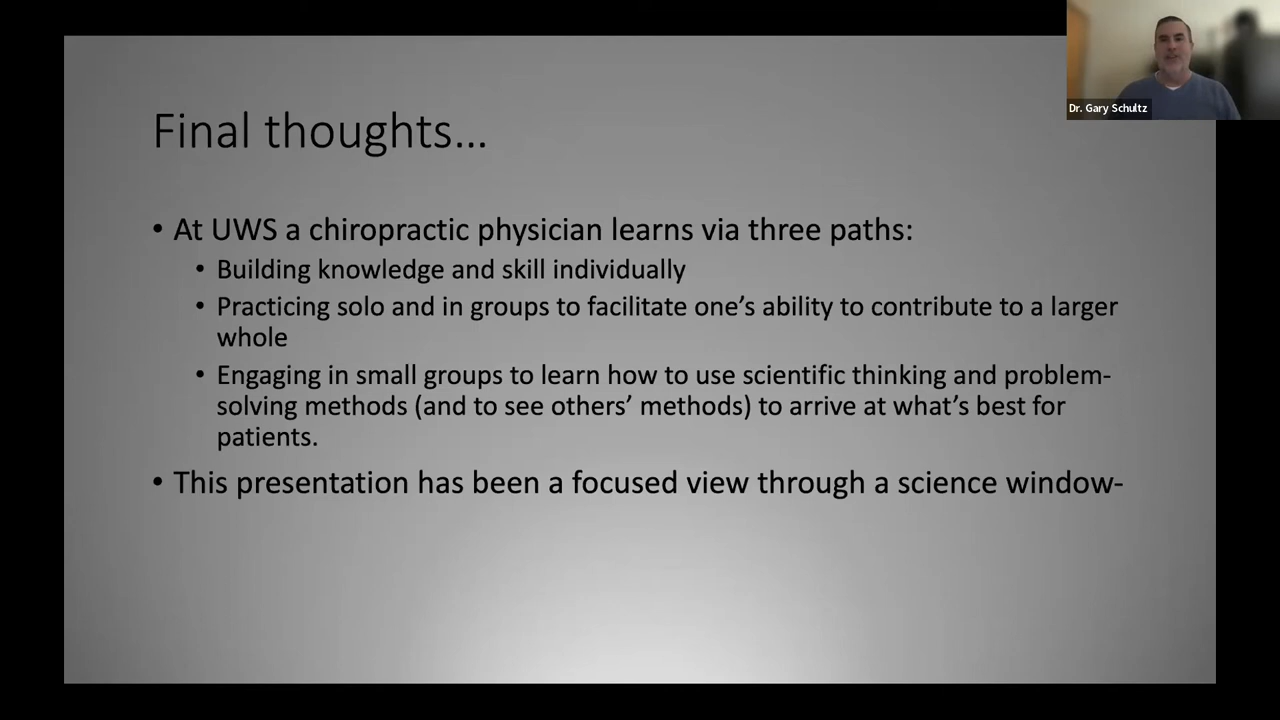 Dr. Gary Schultz
Final thoughts...
• At UWS a chiropractic physician learns via three paths:
• Building knowledge and skill individually
• Practicing solo and in groups to facilitate one’s ability to contribute to a larger
whole
• Engaging in small groups to learn how to use scientific thinking and problem-
solving methods (and to see others’ methods) to arrive at what’s best for
patients.
• This presentation has been a focused view through a science window-